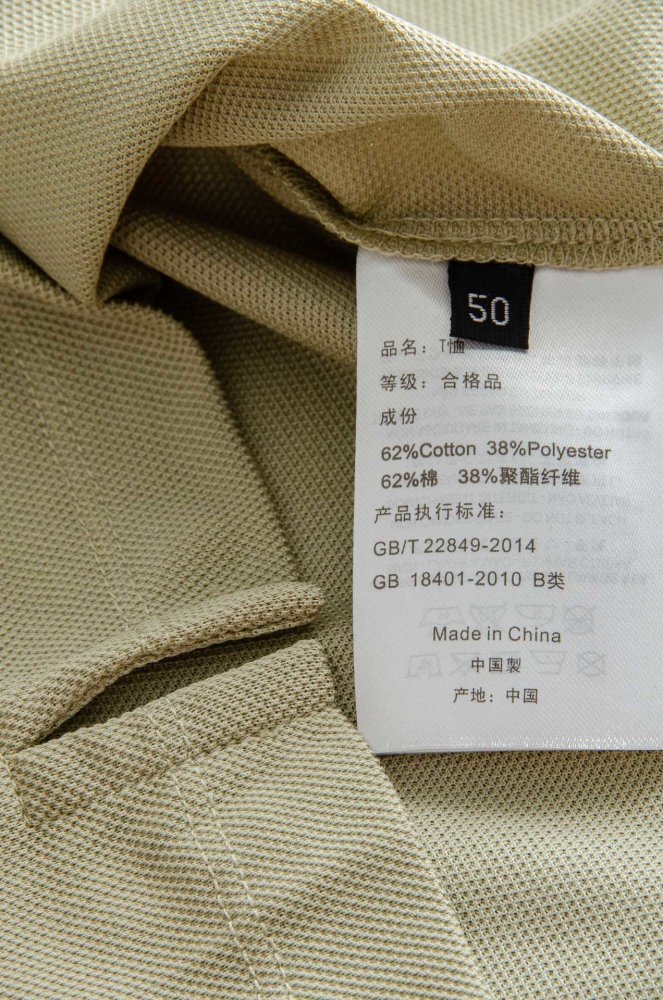 50
品名：T恤
等级：合格品
成份
62%Cotton 38%Polyester
62%棉 38%聚酯纤维
产品执行标准：
GB/T 22849-2014
GB 18401-2010 B类
Made in China
中国製
产地：中国